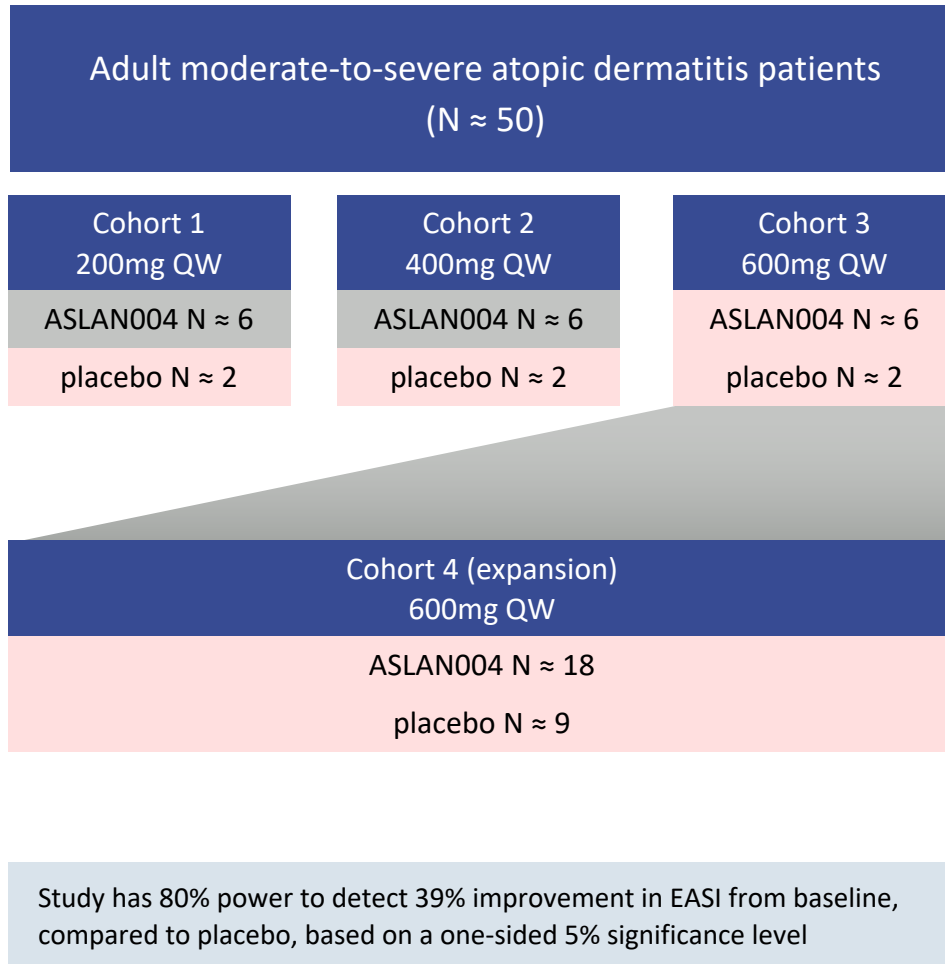 Adult moderate-to-severe atopic dermatitis patients
(N ≈ 50)
Cohort 1
200mg QW
ASLAN004 N ≈ 6
placebo N ≈ 2
Cohort 2
400mg QW
ASLAN004 N ≈ 6
placebo N ≈ 2
Cohort 3
600mg QW
ASLAN004 N ≈ 6
placebo N ≈ 2
Cohort 4 (expansion)
600mg QW
ASLAN004 N ≈ 18
placebo N ≈ 9
Study has 80% power to detect 39% improvement in EASI from baseline,
compared to placebo, based on a one-sided 5% significance level